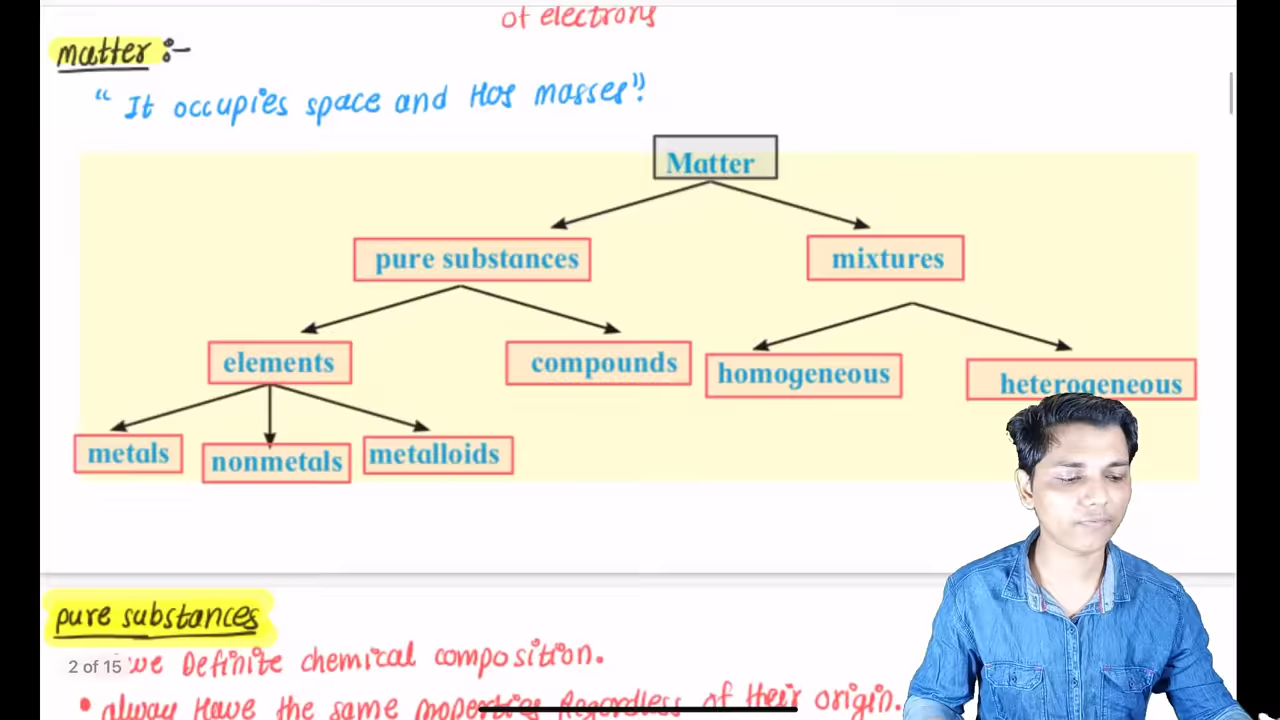 of electrons
matter :-
“ It occupies space and Has masses”.
Matter
pure substances
mixtures
elements
compounds
homogeneous
heterogeneous
metals
nonmetals
metalloids
pure substances
2 of 15
Definite chemical composition.
• always Have the same properties Regardless of their origin.